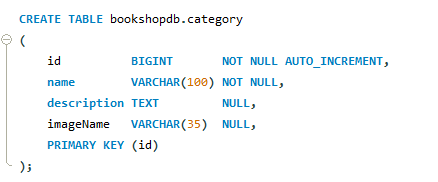 CREATE TABLE bookshopdb.category
(
id BIGINT NOT NULL AUTO_INCREMENT,
name VARCHAR(100) NOT NULL,
description TEXT NULL,
imageName VARCHAR(35) NULL,
PRIMARY KEY (id)
);